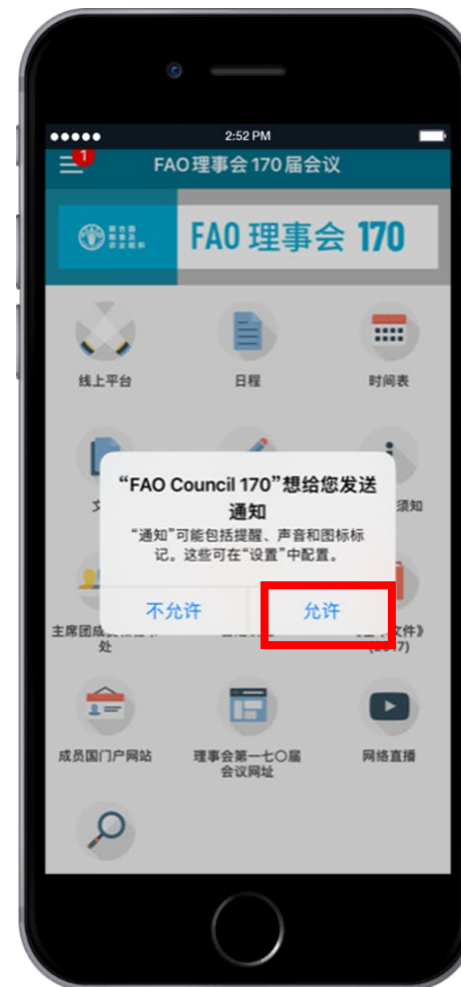 2:52 PM
1
FAO理事会170届会议
FAO 理事会 170
线上平台
日程
时间表
须知
“FAO Council 170”想给您发送
通知
“通知”可能包括提醒、声音和图标标
记。这些可在“设置”中配置。
不允许
允许
主席团成
处
文件》
成员国门户网站
理事会第一七〇届
会议网址
网络直播